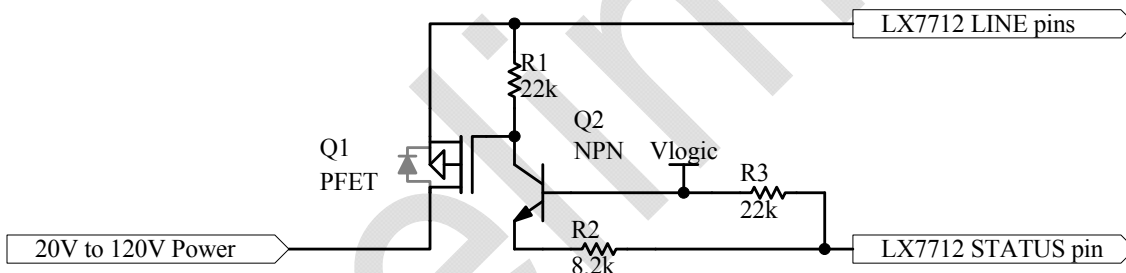 LX7712 LINE pins
R1
22k
Q2
NPN
Vlogic
Q1
PFET
R3
22k
R2
8.2k
20V to 120V Power
LX7712 STATUS pin